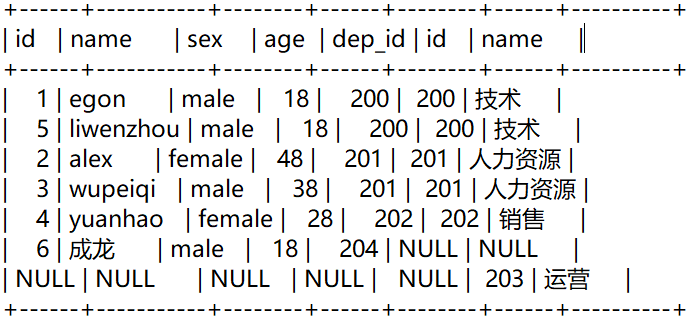 +------+-----------+--------+------+--------+------+----------+
| id | name | sex | age | dep_id | id | name |
+------+-----------+--------+------+--------+------+----------+
| 1 | egon | male | 18 | 200 | 200 | 技术 |
| 5 | liwenzhou | male | 18 | 200 | 200 | 技术 |
| 2 | alex | female | 48 | 201 | 201 | 人力资源 |
| 3 | wupeiqi | male | 38 | 201 | 201 | 人力资源 |
| 4 | yuanhao | female | 28 | 202 | 202 | 销售 |
| 6 | 成龙 | male | 18 | 204 | NULL | NULL |
| NULL | NULL | NULL | NULL | NULL | 203 | 运营 |
+------+-----------+--------+------+--------+------+----------+